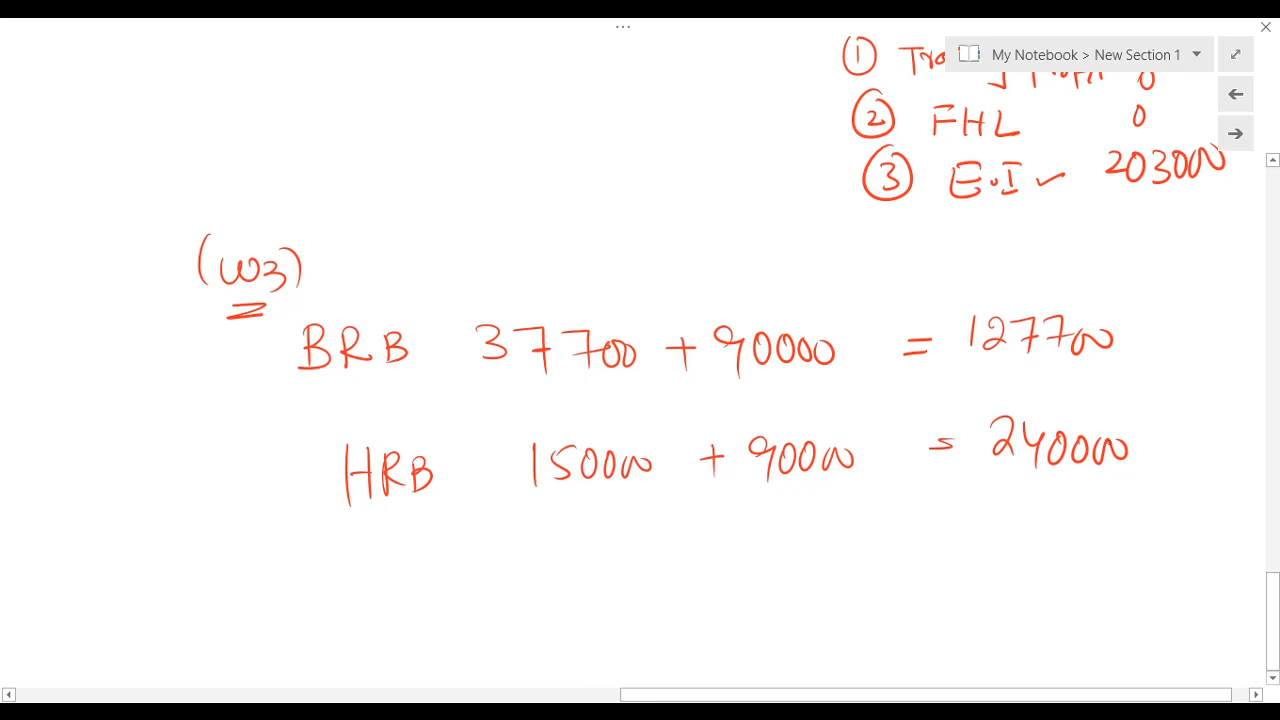 My Notebook > New Section 1
①
② FHL 0
③ E.I ✓ 203000
(W3)
BRB 37700 + 90000 = 127700
HRB 150000 + 90000 = 240000